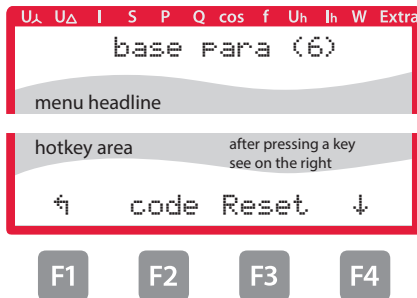 U⅄ U△ I S P Q cos f Uh Ih W Extra
base para (6)
menu headline
hotkey area
after pressing a key
see on the right
↰ code Reset ↓
F1 F2 F3 F4